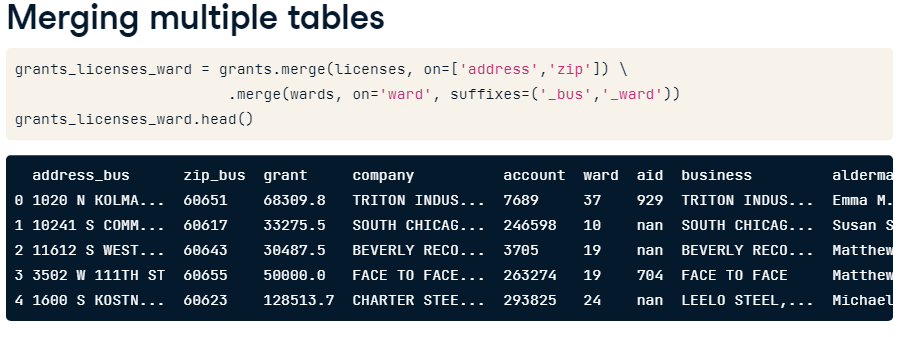 Merging multiple tables
grants_licenses_ward = grants.merge(licenses, on=['address','zip']) \
.merge(wards, on='ward', suffixes=('_bus','_ward'))
grants_licenses_ward.head()
address_bus zip_bus grant company account ward aid business alderma
0 1020 N KOLMA... 60651 68309.8 TRITON INDUS... 7689 37 929 TRITON INDUS... Emma M.
1 10241 S COMM... 60617 33275.5 SOUTH CHICAG... 246598 10 nan SOUTH CHICAG... Susan S
2 11612 S WEST... 60643 30487.5 BEVERLY RECO... 3705 19 nan BEVERLY RECO... Matthew
3 3502 W 111TH ST 60655 50000.0 FACE TO FACE... 263274 19 704 FACE TO FACE Matthew
4 1600 S KOSTN... 60623 128513.7 CHARTER STEE... 293825 24 nan LEELO STEEL,... Michael